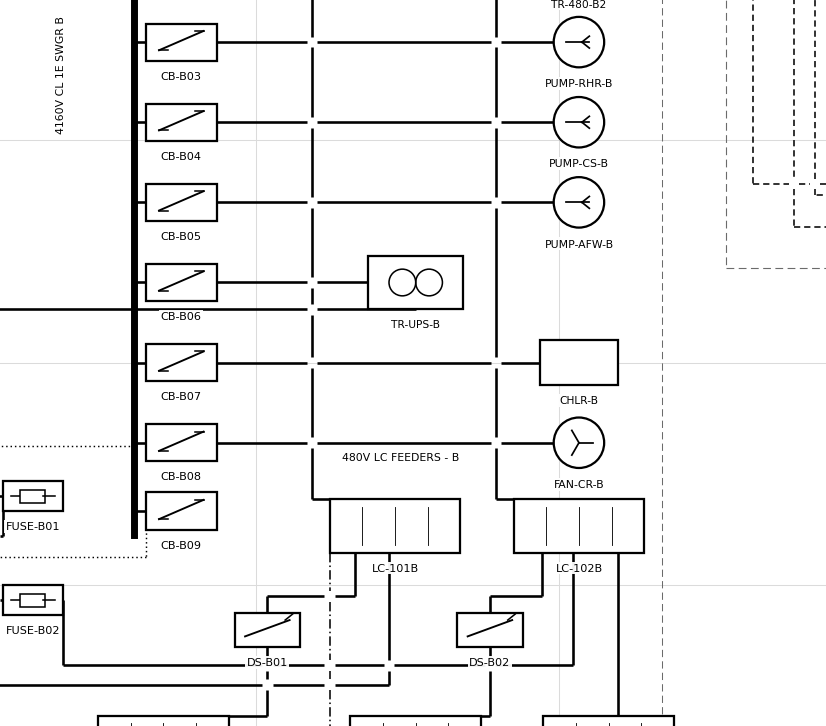 TR-480-B2
4160V CL 1E SWGR B
CB-B03
PUMP-RHR-B
CB-B04
PUMP-CS-B
CB-B05
PUMP-AFW-B
CB-B06
TR-UPS-B
CB-B07
CHLR-B
480V LC FEEDERS - B
CB-B08
FAN-CR-B
FUSE-B01
CB-B09
LC-101B
LC-102B
FUSE-B02
DS-B01
DS-B02